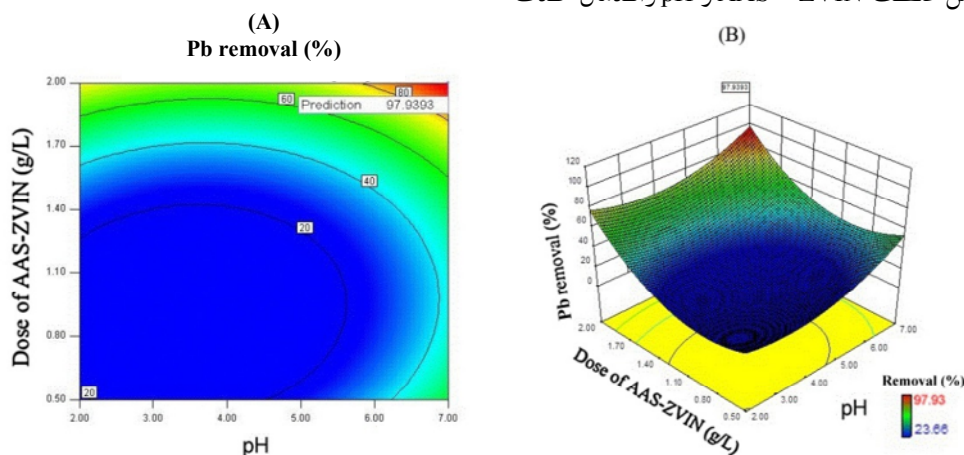 AAS – ZVIN و pH
(A)
Pb removal (%)
Dose of AAS-ZVIN (g/L)
2.00
1.70
1.40
1.10
0.80
0.50
60
80
Prediction 97.9393
40
20
20
2.00 3.00 4.00 5.00 6.00 7.00
pH
(B)
97.9393
Pb removal (%)
120
100
80
60
40
20
0
2.00
1.70
1.40
1.10
0.80
0.50
Dose of AAS-ZVIN (g/L)
7.00
6.00
5.00
4.00
3.00
2.00
pH
Removal (%)
97.93
23.66